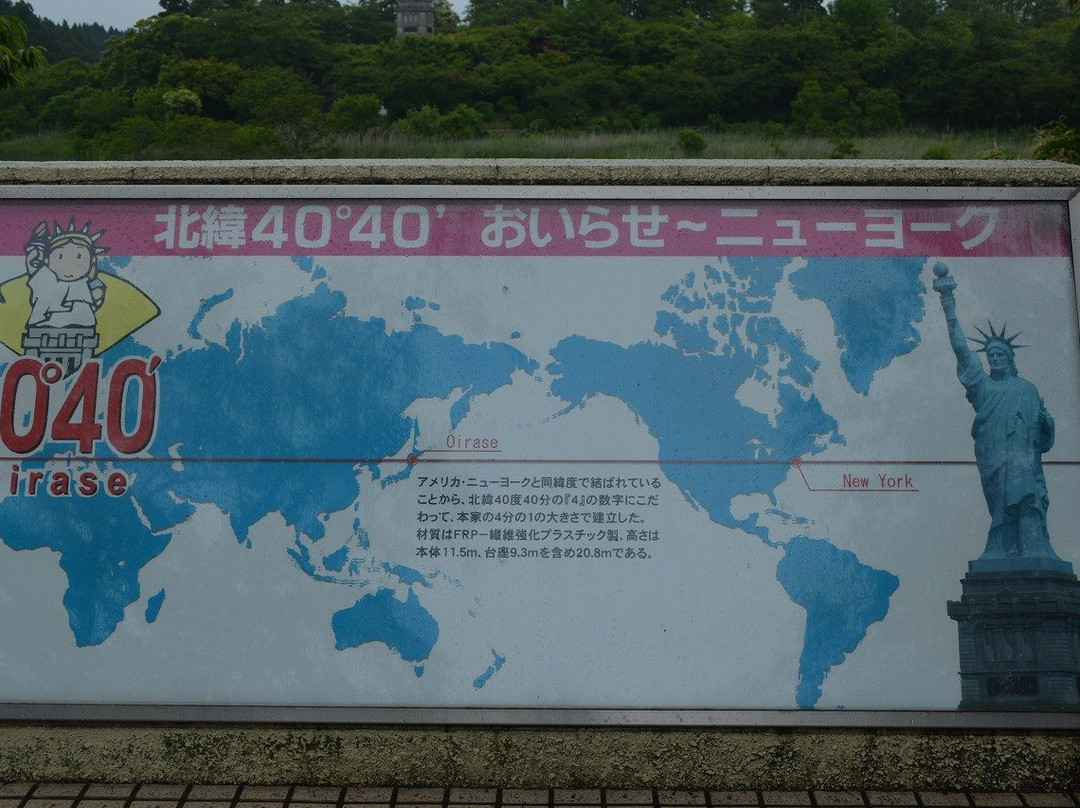 北緯40°40’ おいらせ～ニューヨーク
0°40′
irase
Oirase
New York
アメリカ・ニューヨークと同緯度で結ばれている
ことから、北緯40度40分の『4』の数字にこだ
わって、本家の4分の1の大きさで建立した。
材質はFRP－繊維強化プラスチック製、高さは
本体11.5m、台座9.3mを含め20.8mである。